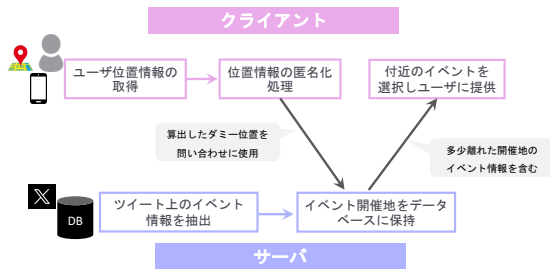 クライアント
ユーザ位置情報の
取得
位置情報の匿名化
処理
付近のイベントを
選択しユーザに提供
算出したダミー位置を
問い合わせに使用
多少離れた開催地の
イベント情報を含む
X
DB
ツイート上のイベント
情報を抽出
イベント開催地をデータ
ベースに保持
サーバ